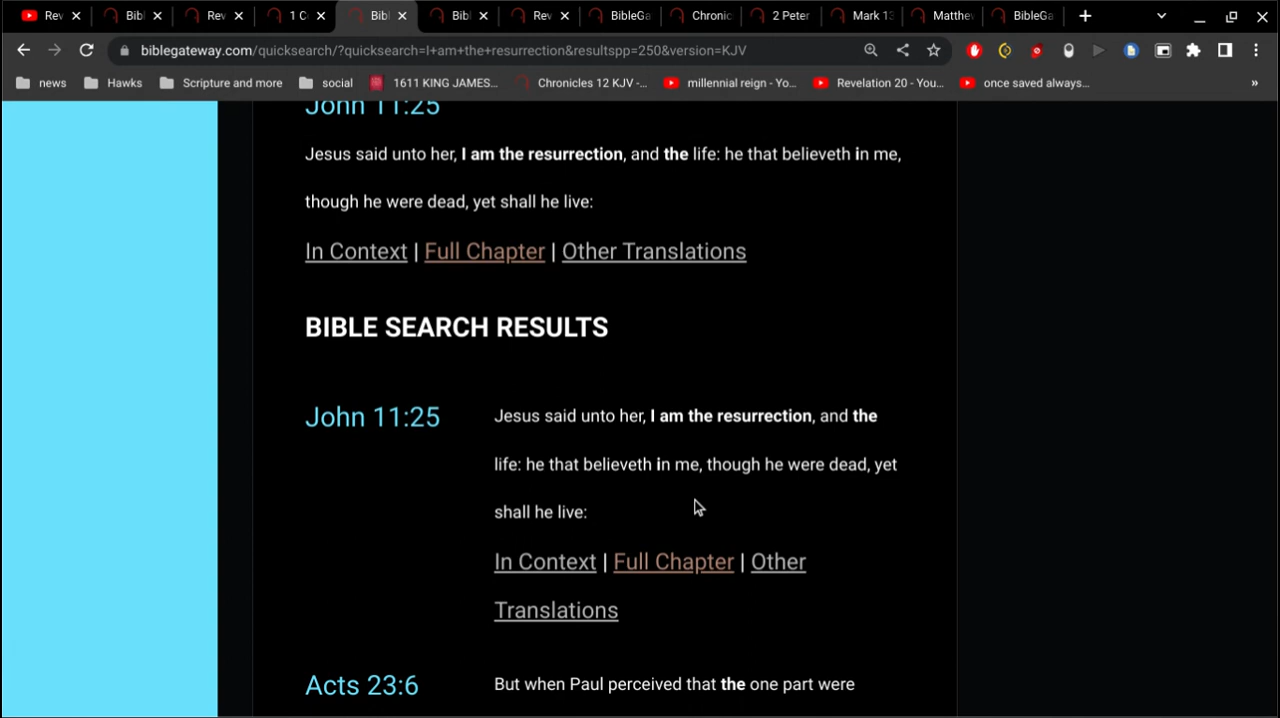 Rev
Bibl
Rev
1 C
Bibl
Bibl
Rev
BibleGa
Chronic
2 Peter
Mark 13
Matthew
BibleGa
biblegateway.com/quicksearch/?quicksearch=I+am+the+resurrection&resultspp=250&version=KJV
news Hawks Scripture and more social 1611 KING JAMES... Chronicles 12 KJV -... millennial reign - Yo... Revelation 20 - You... once saved always... »
John 11:25
Jesus said unto her, I am the resurrection, and the life: he that believeth in me,
though he were dead, yet shall he live:
In Context | Full Chapter | Other Translations
BIBLE SEARCH RESULTS
John 11:25
Jesus said unto her, I am the resurrection, and the
life: he that believeth in me, though he were dead, yet
shall he live:
In Context | Full Chapter | Other
Translations
Acts 23:6
But when Paul perceived that the one part were